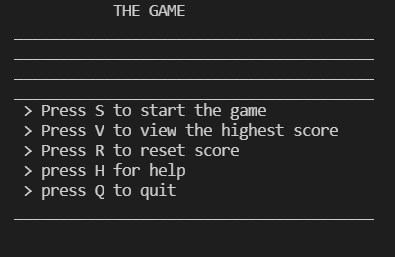 THE GAME
> Press S to start the game
> Press V to view the highest score
> Press R to reset score
> press H for help
> press Q to quit